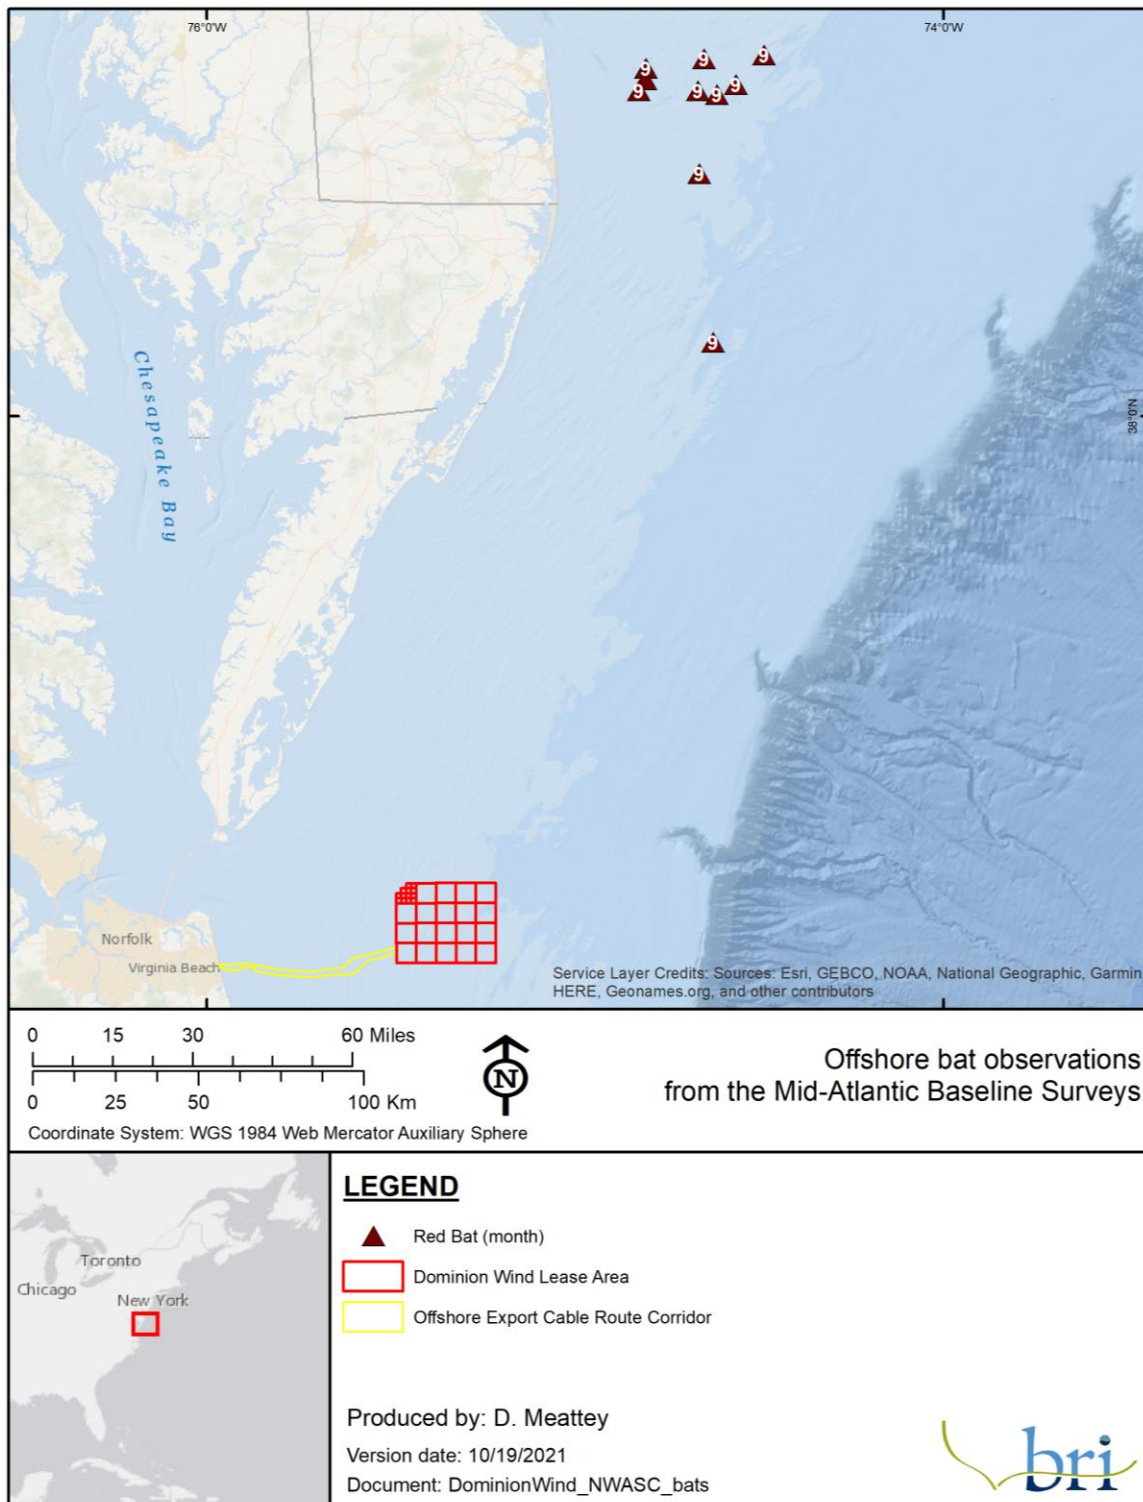 76°0'0"W
74°0'0"W
9
9
9
9
9
9
9
9
9
Chesapeake Bay
38°0'0"N
Norfolk
Virginia Beach
Service Layer Credits: Sources: Esri, GEBCO, NOAA, National Geographic, Garmin,
HERE, Geonames.org, and other contributors
0 15 30 60 Miles
0 25 50 100 Km
N
Coordinate System: WGS 1984 Web Mercator Auxiliary Sphere
Offshore bat observations
from the Mid-Atlantic Baseline Surveys
Toronto
Chicago
New York
LEGEND
Red Bat (month)
Dominion Wind Lease Area
Offshore Export Cable Route Corridor
Produced by: D. Meattey
Version date: 10/19/2021
Document: DominionWind_NWASC_bats
bri